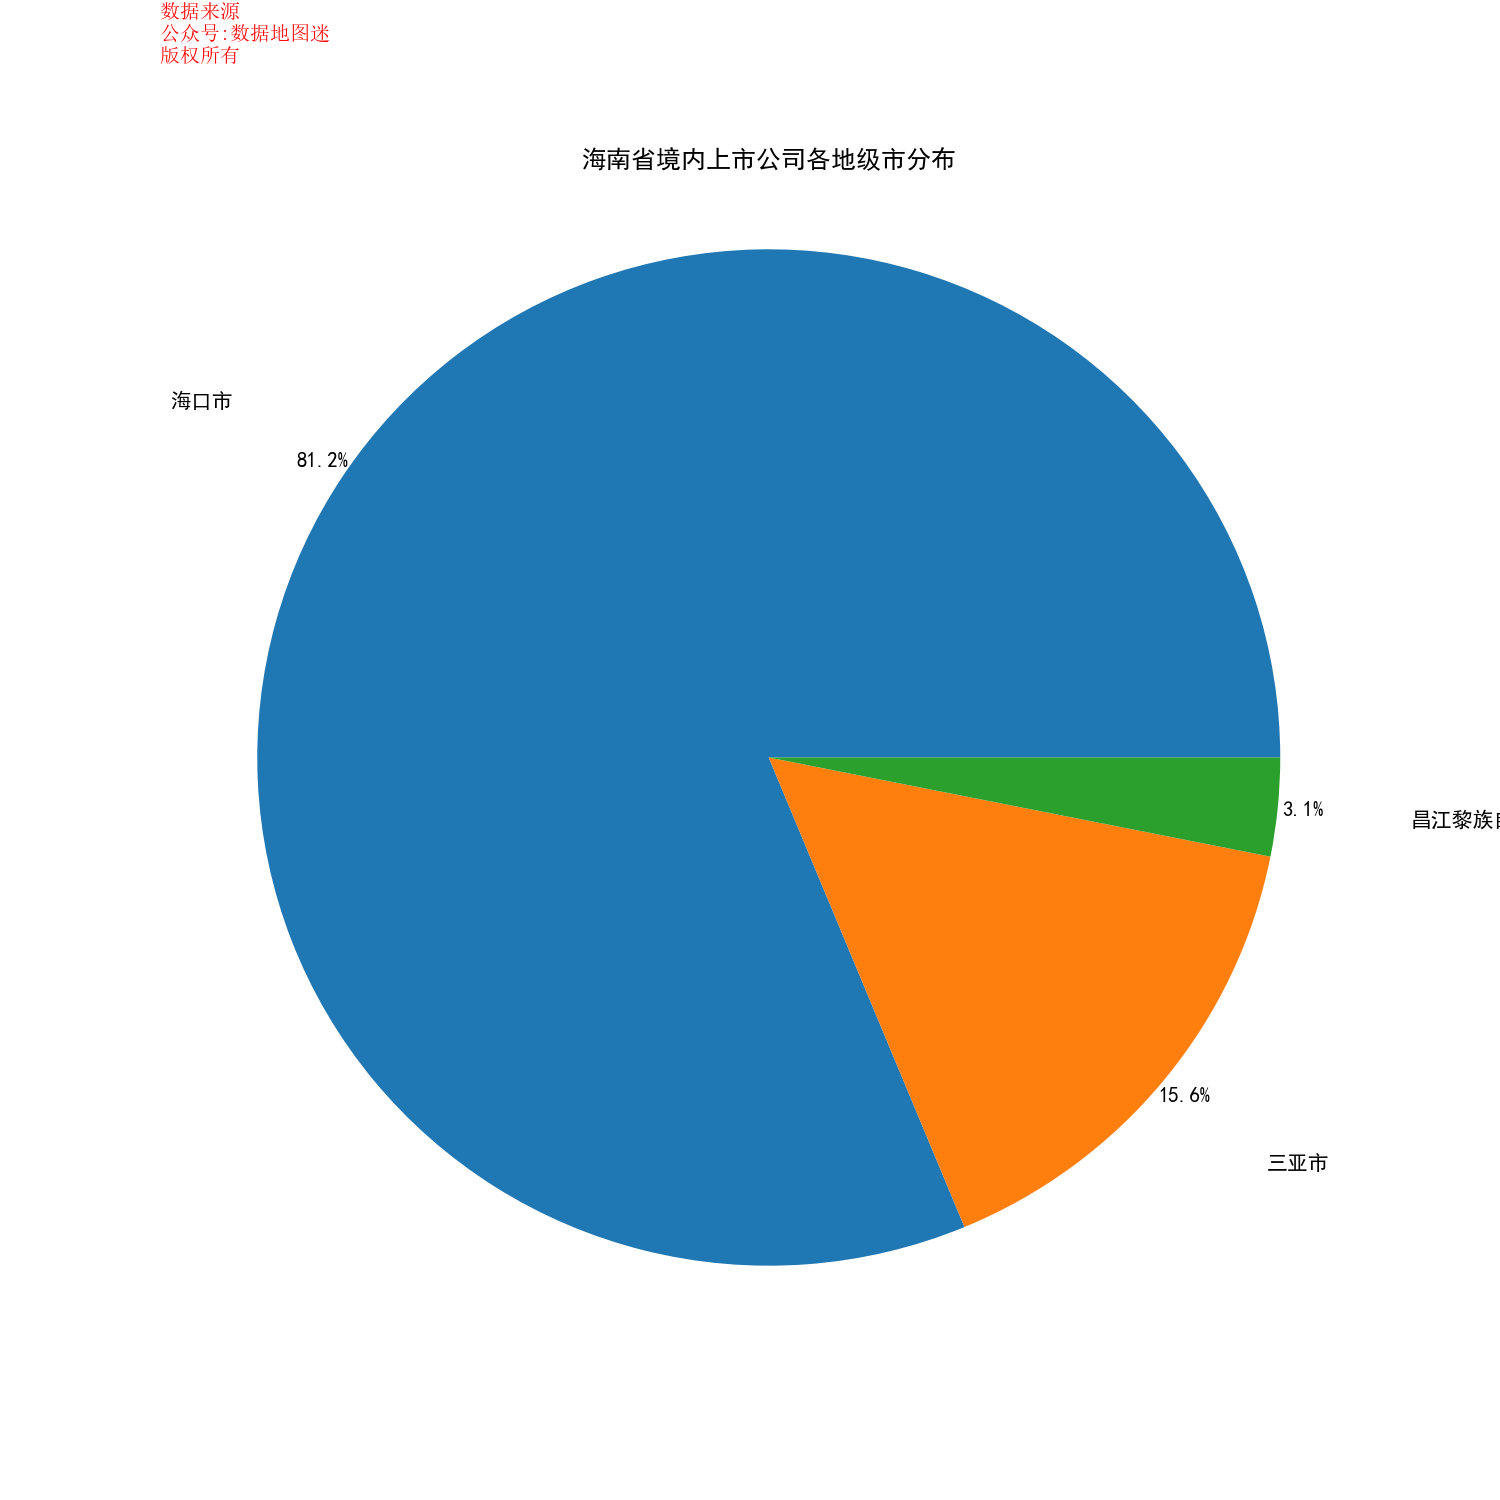 数据来源
公众号:数据地图迷
版权所有
海南省境内上市公司各地级市分布
海口市
81.2%
3.1%
昌江黎族
15.6%
三亚市